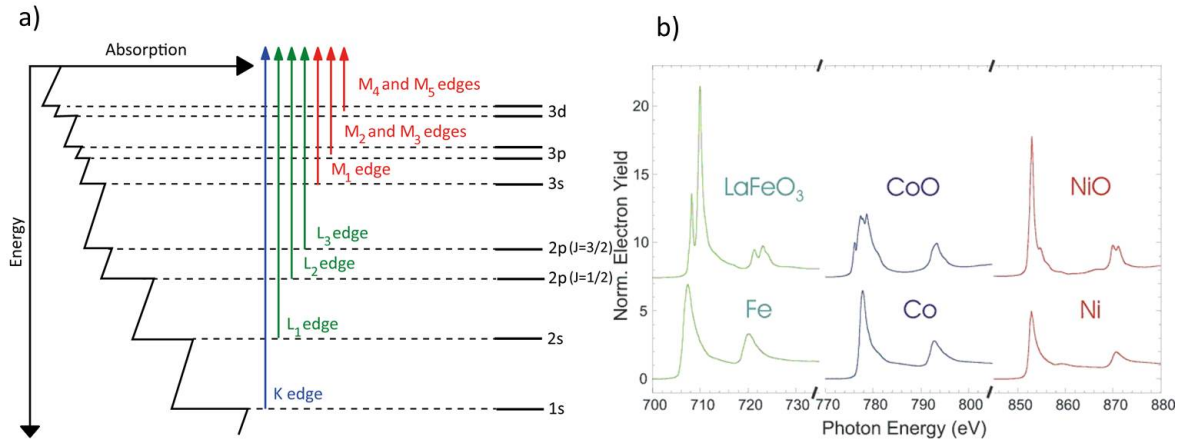 a)
Absorption
Energy
M4 and M5 edges
M2 and M3 edges
M1 edge
L3 edge
L2 edge
L1 edge
K edge
3d
3p
3s
2p (J=3/2)
2p (J=1/2)
2s
1s
b)
Norm. Electron Yield
20
15
10
5
0
LaFeO3
CoO
NiO
Fe
Co
Ni
700 710 720 730 770 780 790 800 850 860 870 880
Photon Energy (eV)